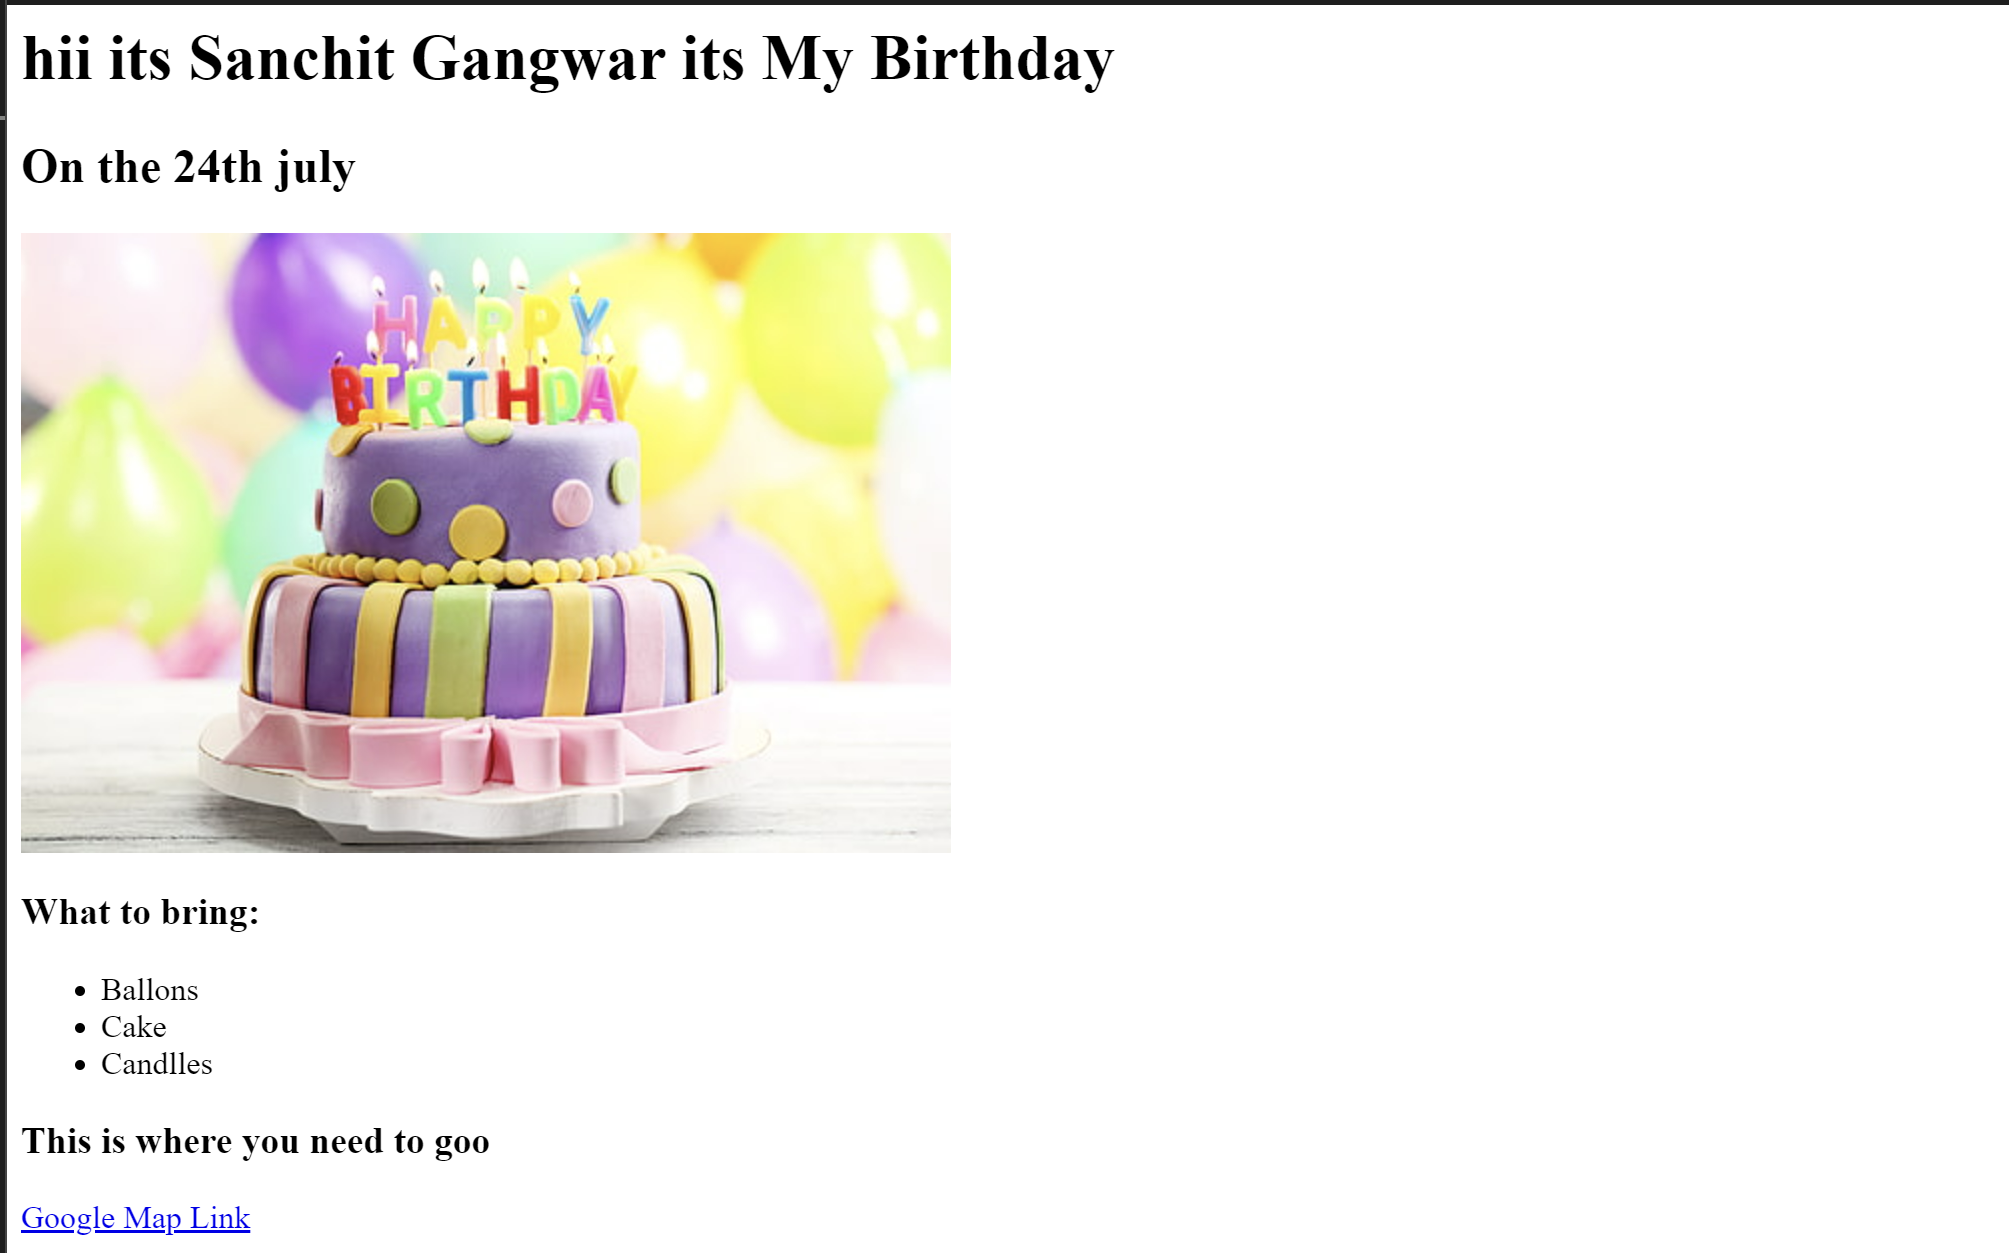 hii its Sanchit Gangwar its My Birthday
On the 24th july
HAPPY
BIRTHDAY
What to bring:
Ballons
Cake
Candlles
This is where you need to goo
Google Map Link